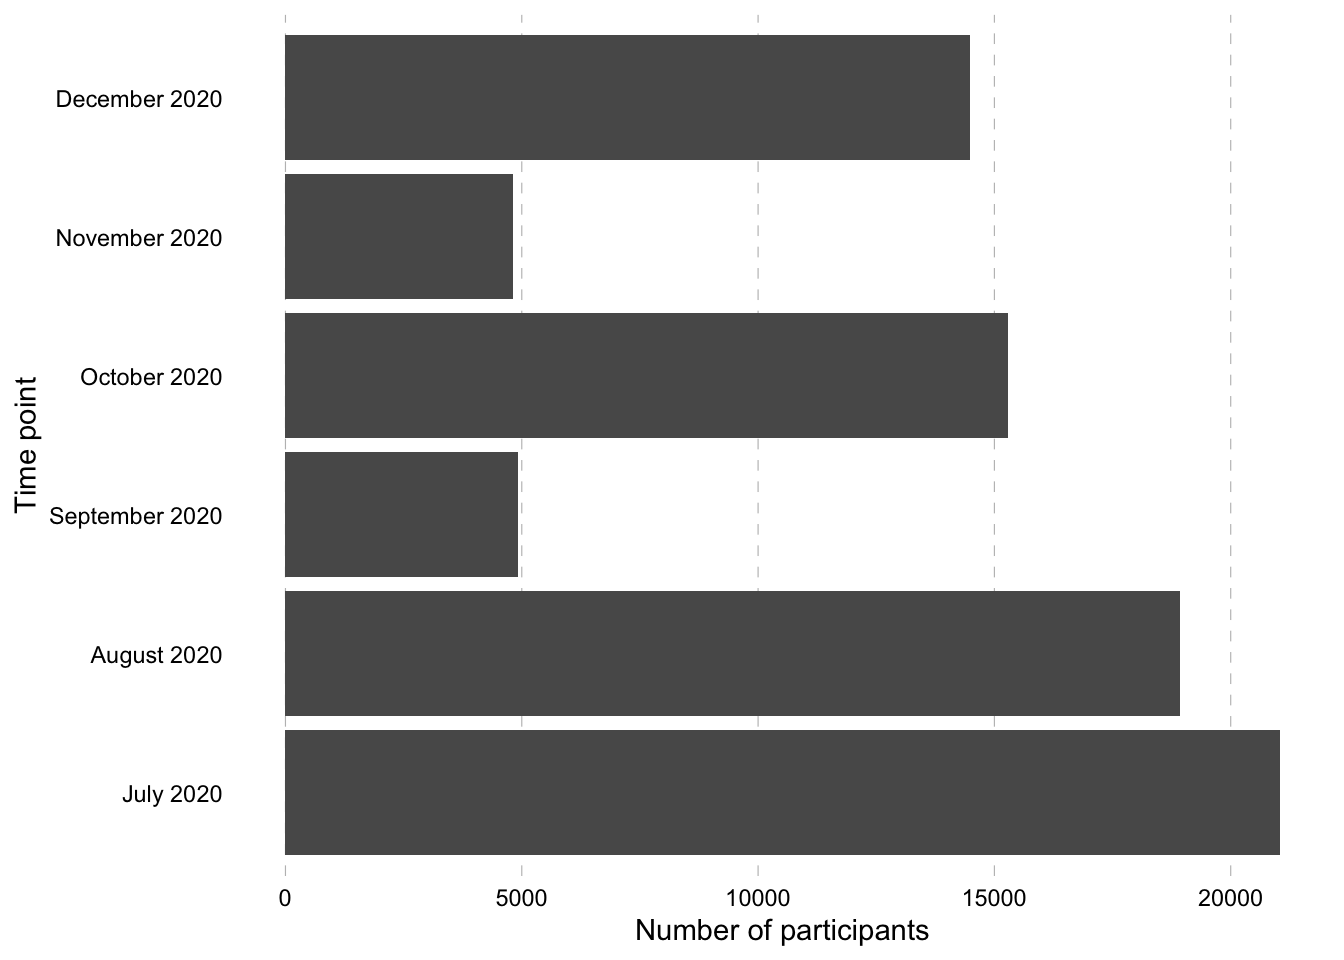 December 2020
November 2020
October 2020
September 2020
August 2020
July 2020
Time point
0 5000 10000 15000 20000
Number of participants